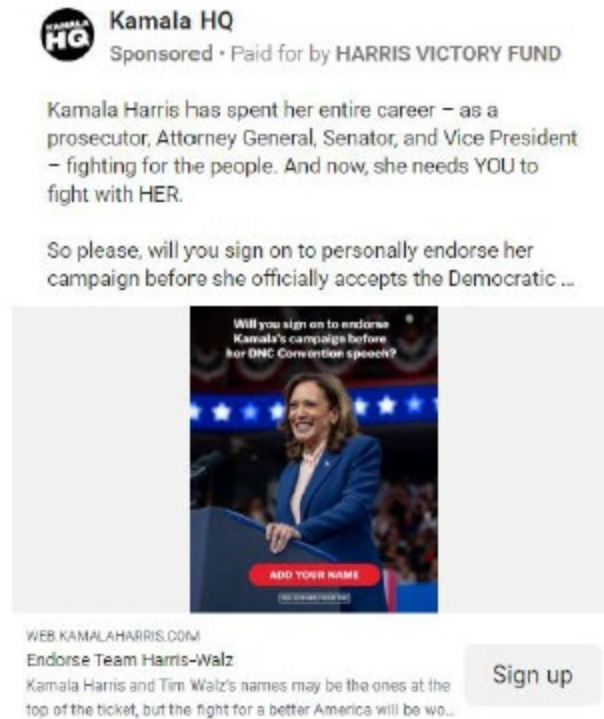 KAMALA
HQ
Kamala HQ
Sponsored • Paid for by HARRIS VICTORY FUND
Kamala Harris has spent her entire career – as a
prosecutor, Attorney General, Senator, and Vice President
– fighting for the people. And now, she needs YOU to
fight with HER.
So please, will you sign on to personally endorse her
campaign before she officially accepts the Democratic ...
Will you sign on to endorse
Kamala's campaign before
her DNC Convention speech?
ADD YOUR NAME
WEB.KAMALAHARRIS.COM
Endorse Team Harris-Walz
Kamala Harris and Tim Walz's names may be the ones at the
top of the ticket, but the fight for a better America will be wo...
Sign up